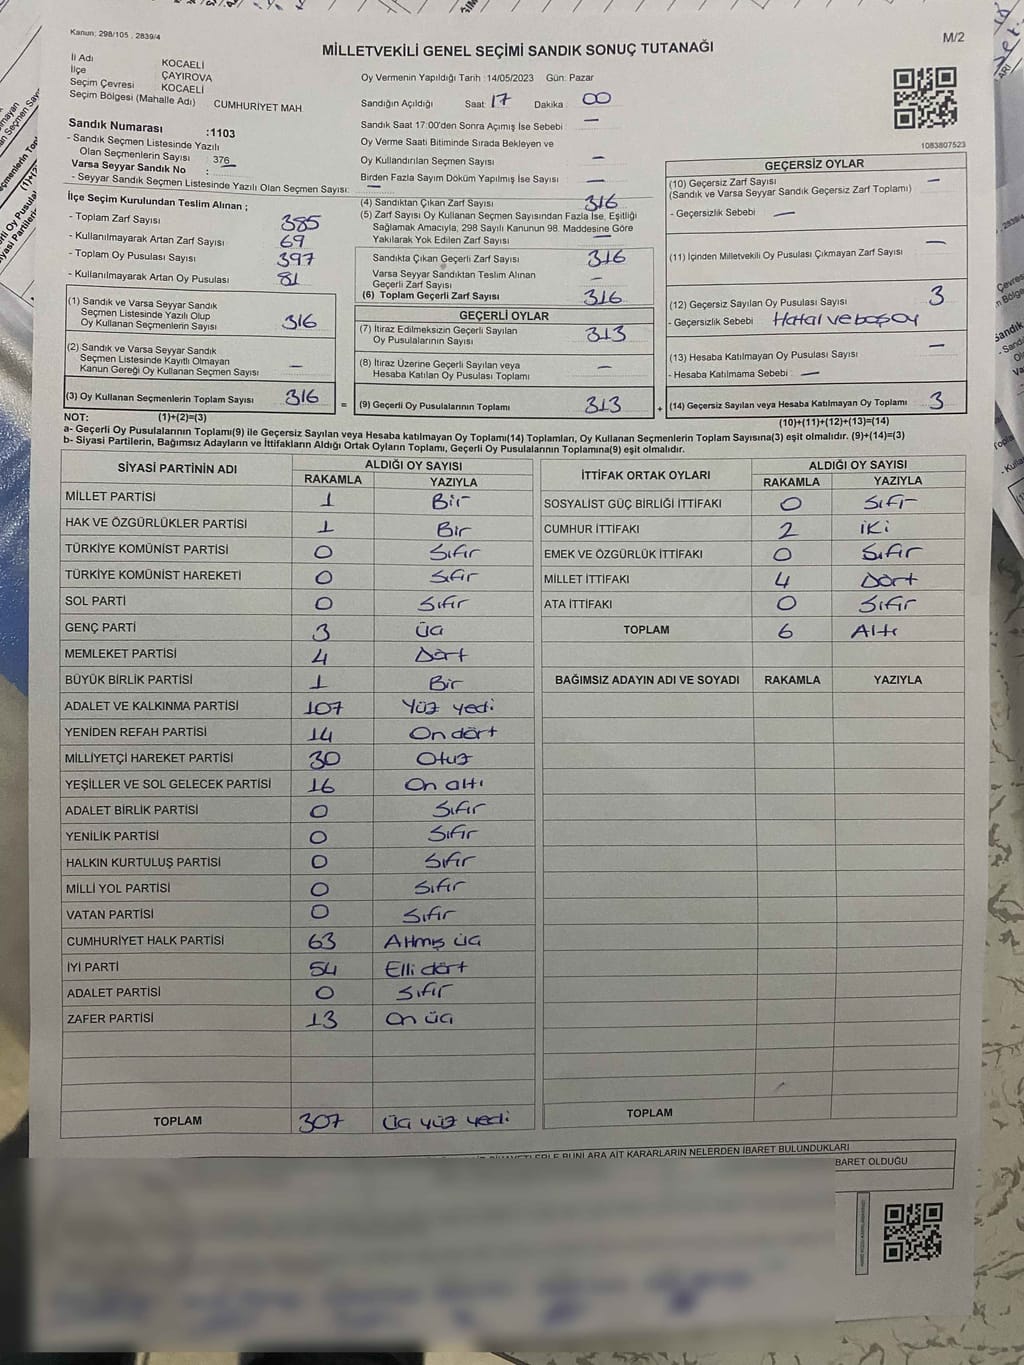 Kanun: 298/105 , 2839/4
M/2
MİLLETVEKİLİ GENEL SEÇİMİ SANDIK SONUÇ TUTANAĞI
İl Adı KOCAELİ
İlçe ÇAYIROVA
Seçim Çevresi KOCAELİ
Seçim Bölgesi (Mahalle Adı) CUMHURİYET MAH
Oy Vermenin Yapıldığı Tarih :14/05/2023 Gün: Pazar
Sandığın Açıldığı Saat 17 Dakika 00
Sandık Saat 17:00'den Sonra Açımış İse Sebebi : —
Oy Verme Saati Bitiminde Sırada Bekleyen ve
Oy Kullandırılan Seçmen Sayısı —
Birden Fazla Sayım Döküm Yapılmış İse Sayısı —
Sandık Numarası :1103
- Sandık Seçmen Listesinde Yazılı
Olan Seçmenlerin Sayısı : 376
Varsa Seyyar Sandık No :
- Seyyar Sandık Seçmen Listesinde Yazılı Olan Seçmen Sayısı: —
1083807523
İlçe Seçim Kurulundan Teslim Alınan ;
- Toplam Zarf Sayısı 385
- Kullanılmayarak Artan Zarf Sayısı 69
- Toplam Oy Pusulası Sayısı 397
- Kullanılmayarak Artan Oy Pusulası 81
(1) Sandık ve Varsa Seyyar Sandık
Seçmen Listesinde Yazılı Olup
Oy Kullanan Seçmenlerin Sayısı 316
(2) Sandık ve Varsa Seyyar Sandık
Seçmen Listesinde Kayıtlı Olmayan
Kanun Gereği Oy Kullanan Seçmen Sayısı —
(3) Oy Kullanan Seçmenlerin Toplam Sayısı 316
(4) Sandıktan Çıkan Zarf Sayısı 316
(5) Zarf Sayısı Oy Kullanan Seçmen Sayısından Fazla İse, Eşitliği
Sağlamak Amacıyla; 298 Sayılı Kanunun 98. Maddesine Göre
Yakılarak Yok Edilen Zarf Sayısı —
Sandıkta Çıkan Geçerli Zarf Sayısı 316
Varsa Seyyar Sandıktan Teslim Alınan
Geçerli Zarf Sayısı
(6) Toplam Geçerli Zarf Sayısı 316
GEÇERLİ OYLAR
(7) İtiraz Edilmeksizin Geçerli Sayılan
Oy Pusulalarının Sayısı 313
(8) İtiraz Üzerine Geçerli Sayılan veya
Hesaba Katılan Oy Pusulası Toplamı —
= (9) Geçerli Oy Pusulalarının Toplamı 313
GEÇERSİZ OYLAR
(10) Geçersiz Zarf Sayısı —
(Sandık ve Varsa Seyyar Sandık Geçersiz Zarf Toplamı)
- Geçersizlik Sebebi —
(11) İçinden Milletvekili Oy Pusulası Çıkmayan Zarf Sayısı —
(12) Geçersiz Sayılan Oy Pusulası Sayısı 3
- Geçersizlik Sebebi Hatal ve boş oy
(13) Hesaba Katılmayan Oy Pusulası Sayısı —
- Hesaba Katılmama Sebebi : —
+ (14) Geçersiz Sayılan veya Hesaba Katılmayan Oy Toplamı 3
NOT: (1)+(2)=(3)
(10)+(11)+(12)+(13)=(14)
a- Geçerli Oy Pusulalarının Toplamı(9) ile Geçersiz Sayılan veya Hesaba katılmayan Oy Toplamı(14) Toplamları, Oy Kullanan Seçmenlerin Toplam Sayısına(3) eşit olmalıdır. (9)+(14)=(3)
b- Siyasi Partilerin, Bağımsız Adayların ve İttifakların Aldığı Ortak Oyların Toplamı, Geçerli Oy Pusulalarının Toplamına(9) eşit olmalıdır.
SİYASİ PARTİNİN ADI ALDIĞI OY SAYISI
RAKAMLA YAZIYLA
MİLLET PARTİSİ 1 Bir
HAK VE ÖZGÜRLÜKLER PARTİSİ 1 Bir
TÜRKİYE KOMÜNİST PARTİSİ 0 Sıfır
TÜRKİYE KOMÜNİST HAREKETİ 0 Sıfır
SOL PARTİ 0 Sıfır
GENÇ PARTİ 3 Üç
MEMLEKET PARTİSİ 4 Dört
BÜYÜK BİRLİK PARTİSİ 1 Bir
ADALET VE KALKINMA PARTİSİ 107 Yüz yedi
YENİDEN REFAH PARTİSİ 14 On dört
MİLLİYETÇİ HAREKET PARTİSİ 30 Otuz
YEŞİLLER VE SOL GELECEK PARTİSİ 16 On altı
ADALET BİRLİK PARTİSİ 0 Sıfır
YENİLİK PARTİSİ 0 Sıfır
HALKIN KURTULUŞ PARTİSİ 0 Sıfır
MİLLİ YOL PARTİSİ 0 Sıfır
VATAN PARTİSİ 0 Sıfır
CUMHURİYET HALK PARTİSİ 63 Atmış üç
İYİ PARTİ 54 Elli dört
ADALET PARTİSİ 0 Sıfır
ZAFER PARTİSİ 13 On üç
TOPLAM 307 Üç yüz yedi
İTTİFAK ORTAK OYLARI ALDIĞI OY SAYISI
RAKAMLA YAZIYLA
SOSYALİST GÜÇ BİRLİĞİ İTTİFAKI 0 Sıfır
CUMHUR İTTİFAKI 2 İki
EMEK VE ÖZGÜRLÜK İTTİFAKI 0 Sıfır
MİLLET İTTİFAKI 4 Dört
ATA İTTİFAKI 0 Sıfır
TOPLAM 6 Altı
BAĞIMSIZ ADAYIN ADI VE SOYADI RAKAMLA YAZIYLA
TOPLAM
BUNLARA AİT KARARLARIN NELERDEN İBARET BULUNDUKLARI
İBARET OLDUĞU